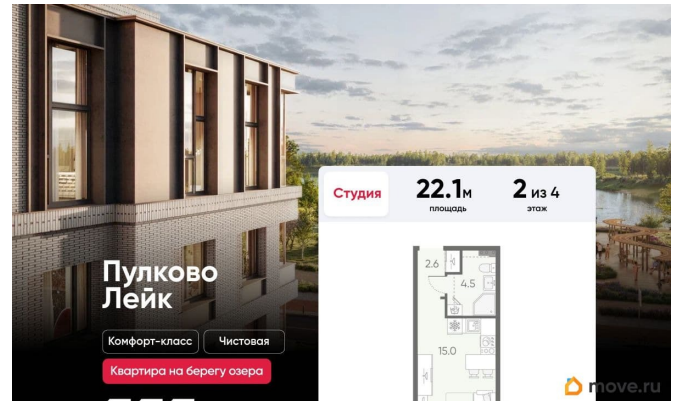 Студия
22.1м
площадь
2 из 4
этаж
2.6
4.5
15.0
Пулково
Лейк
Комфорт-класс
Чистовая
Квартира на берегу озера
move.ru